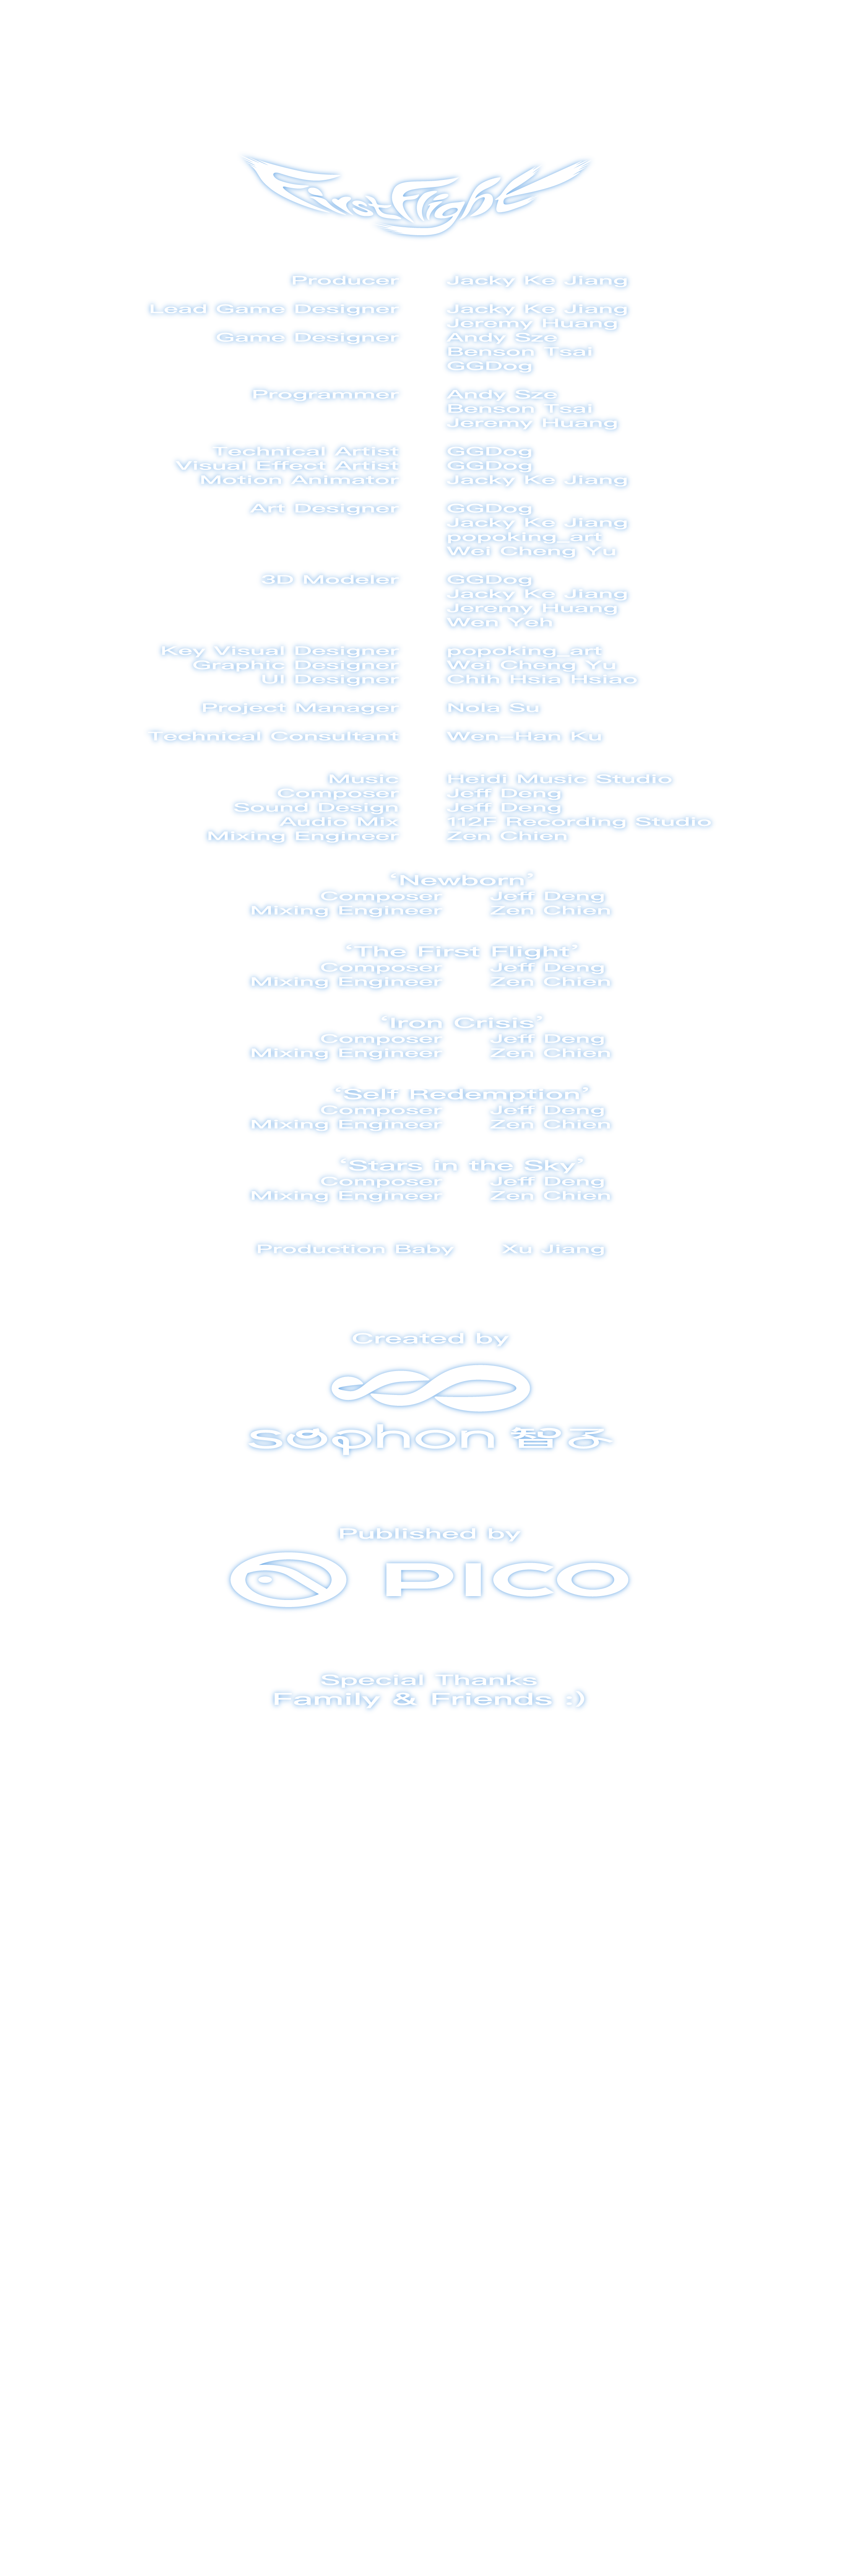 First Flight
Producer Jacky Ke Jiang
Lead Game Designer Jacky Ke Jiang
Jeremy Huang
Game Designer Andy Sze
Benson Tsai
GGDog
Programmer Andy Sze
Benson Tsai
Jeremy Huang
Technical Artist GGDog
Visual Effect Artist GGDog
Motion Animator Jacky Ke Jiang
Art Designer GGDog
Jacky Ke Jiang
popoking_art
Wei Cheng Yu
3D Modeler GGDog
Jacky Ke Jiang
Jeremy Huang
Wen Yeh
Key Visual Designer popoking_art
Graphic Designer Wei Cheng Yu
UI Designer Chih Hsia Hsiao
Project Manager Nola Su
Technical Consultant Wen-Han Ku
Music Heidi Music Studio
Composer Jeff Deng
Sound Design Jeff Deng
Audio Mix 112F Recording Studio
Mixing Engineer Zen Chien
"Newborn"
Composer Jeff Deng
Mixing Engineer Zen Chien
"The First Flight"
Composer Jeff Deng
Mixing Engineer Zen Chien
"Iron Crisis"
Composer Jeff Deng
Mixing Engineer Zen Chien
"Self Redemption"
Composer Jeff Deng
Mixing Engineer Zen Chien
"Stars in the Sky"
Composer Jeff Deng
Mixing Engineer Zen Chien
Production Baby Xu Jiang
Created by
sophon 智子
Published by
PICO
Special Thanks
Family & Friends :)